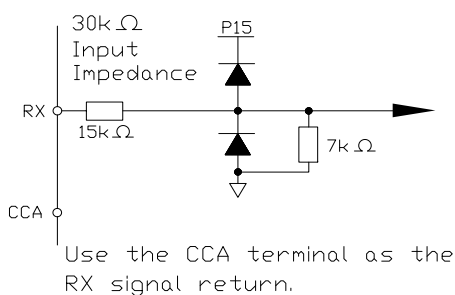 30kΩ
Input
Impedance
P15
RX
15kΩ
7kΩ
CCA
Use the CCA terminal as the
RX signal return.